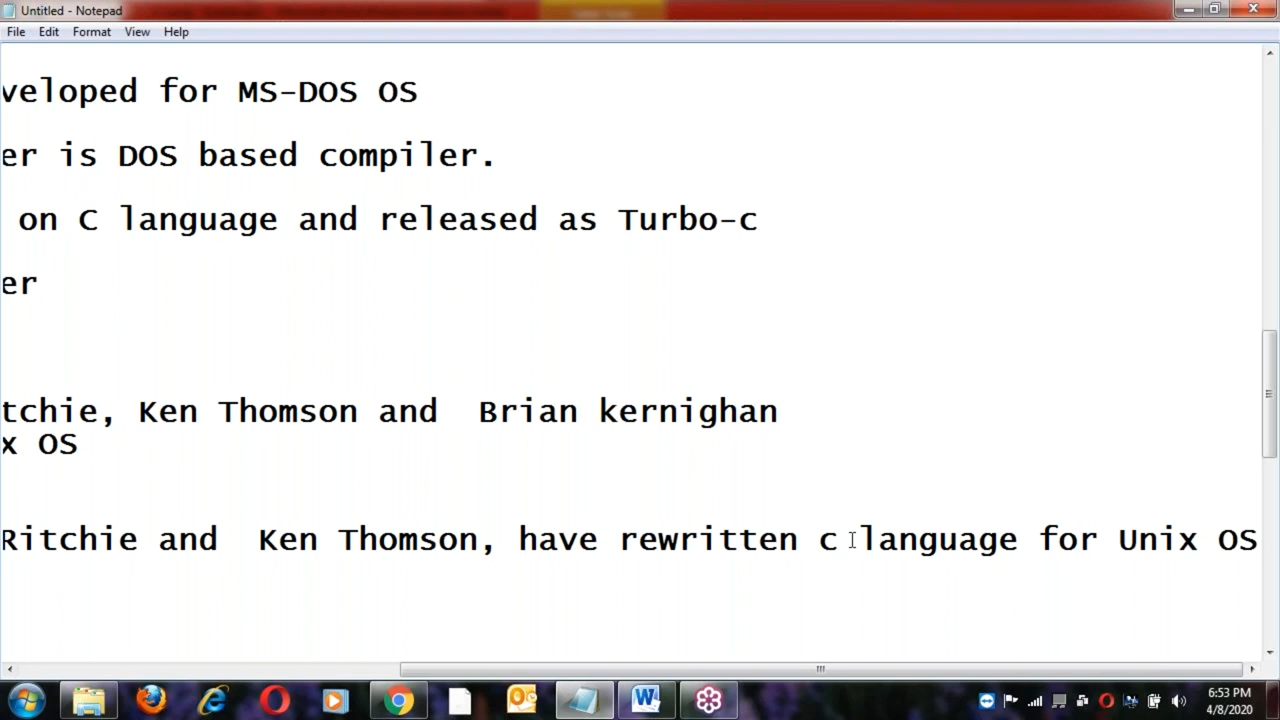 Untitled - Notepad
File Edit Format View Help
veloped for MS-DOS OS
er is DOS based compiler.
on C language and released as Turbo-c
er
tchie, Ken Thomson and  Brian kernighan
x OS
Ritchie and  Ken Thomson, have rewritten c language for Unix OS
6:53 PM
4/8/2020